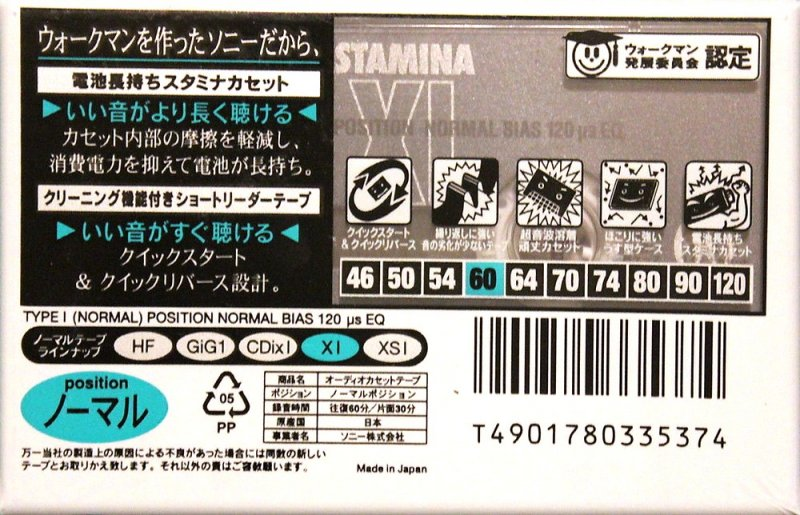 ウォークマンを作ったソニーだから、
電池長持ちスタミナカセット
▶いい音がより長く聴ける◀
カセット内部の摩擦を軽減し、
消費電力を抑えて電池が長持ち。
クリーニング機能付きショートリーダーテープ
▶いい音がすぐ聴ける◀
クイックスタート
& クイックリバース設計。
STAMINA
XI
POSITION NORMAL BIAS 120 µs EQ
ウォークマン
発展委員会
認定
クイックスタート
& クイックリバース
繰り返しに強い
音の劣化が少ないテープ
超音波溶着
頑丈カセット
ほこりに強い
うす型ケース
電池長持ち
スタミナカセット
46 50 54 60 64 70 74 80 90 120
TYPE I (NORMAL) POSITION NORMAL BIAS 120 µs EQ
ノーマルテープ
ラインナップ
HF GiG1 CDixI XI XSI
position
ノーマル
05
PP
商品名 オーディオカセットテープ
ポジション ノーマルポジション
録音時間 往復60分/片面30分
原産国 日本
事業者名 ソニー株式会社
万一当社の製造上の原因による不良があった場合には同数の新しい
テープとお取りかえ致します。それ以外の責はご容赦願います。
Made in Japan
T4901780335374